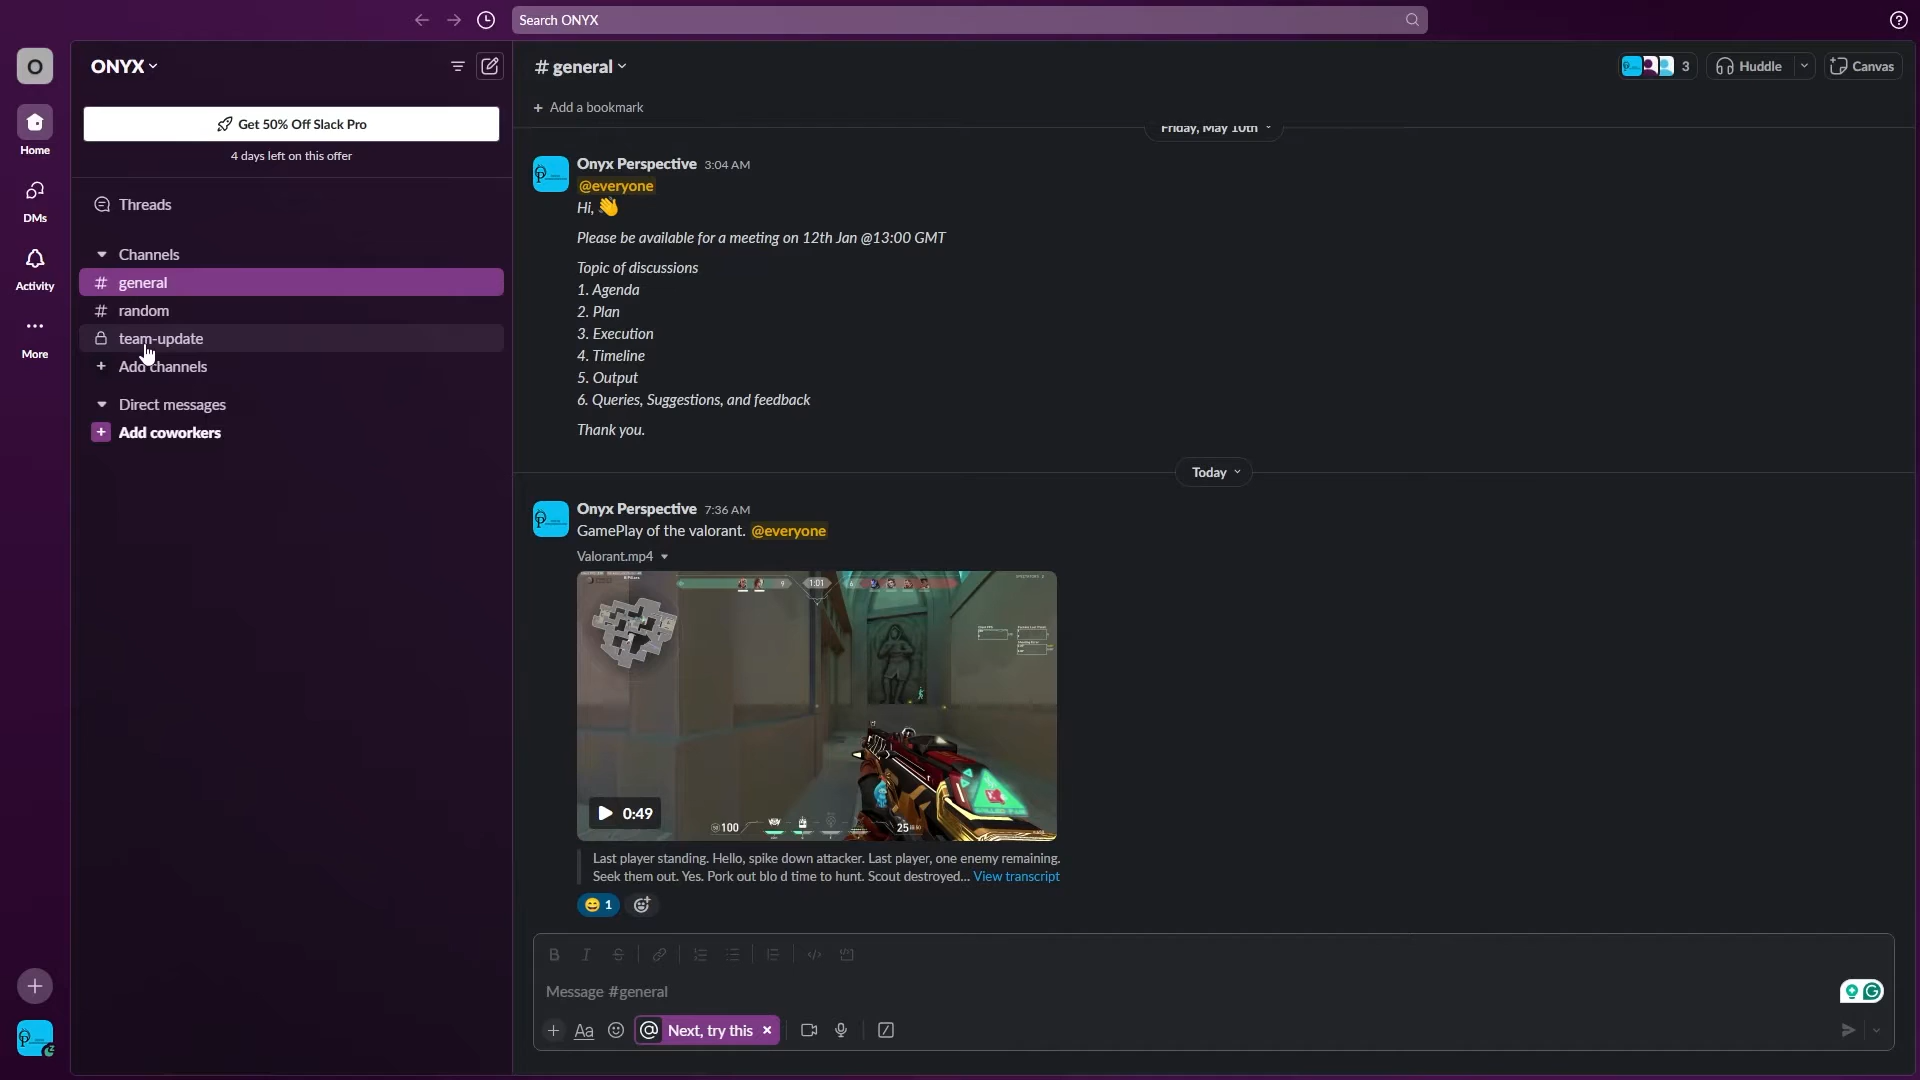 Search ONYX
O
ONYX
# general
3
Huddle
Canvas
Add a bookmark
Get 50% Off Slack Pro
4 days left on this offer
Home
DMs
Activity
More
Threads
Channels
# general
# random
team-update
+ Add channels
Direct messages
+ Add coworkers
Friday, May 10th
Onyx Perspective 3:04 AM
@everyone
Hi, 👋
Please be available for a meeting on 12th Jan @13:00 GMT
Topic of discussions
1. Agenda
2. Plan
3. Execution
4. Timeline
5. Output
6. Queries, Suggestions, and feedback
Thank you.
Today
Onyx Perspective 7:36 AM
GamePlay of the valorant. @everyone
Valorant.mp4
9 1:01 6
100
25
0:49
Last player standing. Hello, spike down attacker. Last player, one enemy remaining.
Seek them out. Yes. Pork out blo d time to hunt. Scout destroyed... View transcript
😄 1
Message #general
Aa
@ Next, try this ×